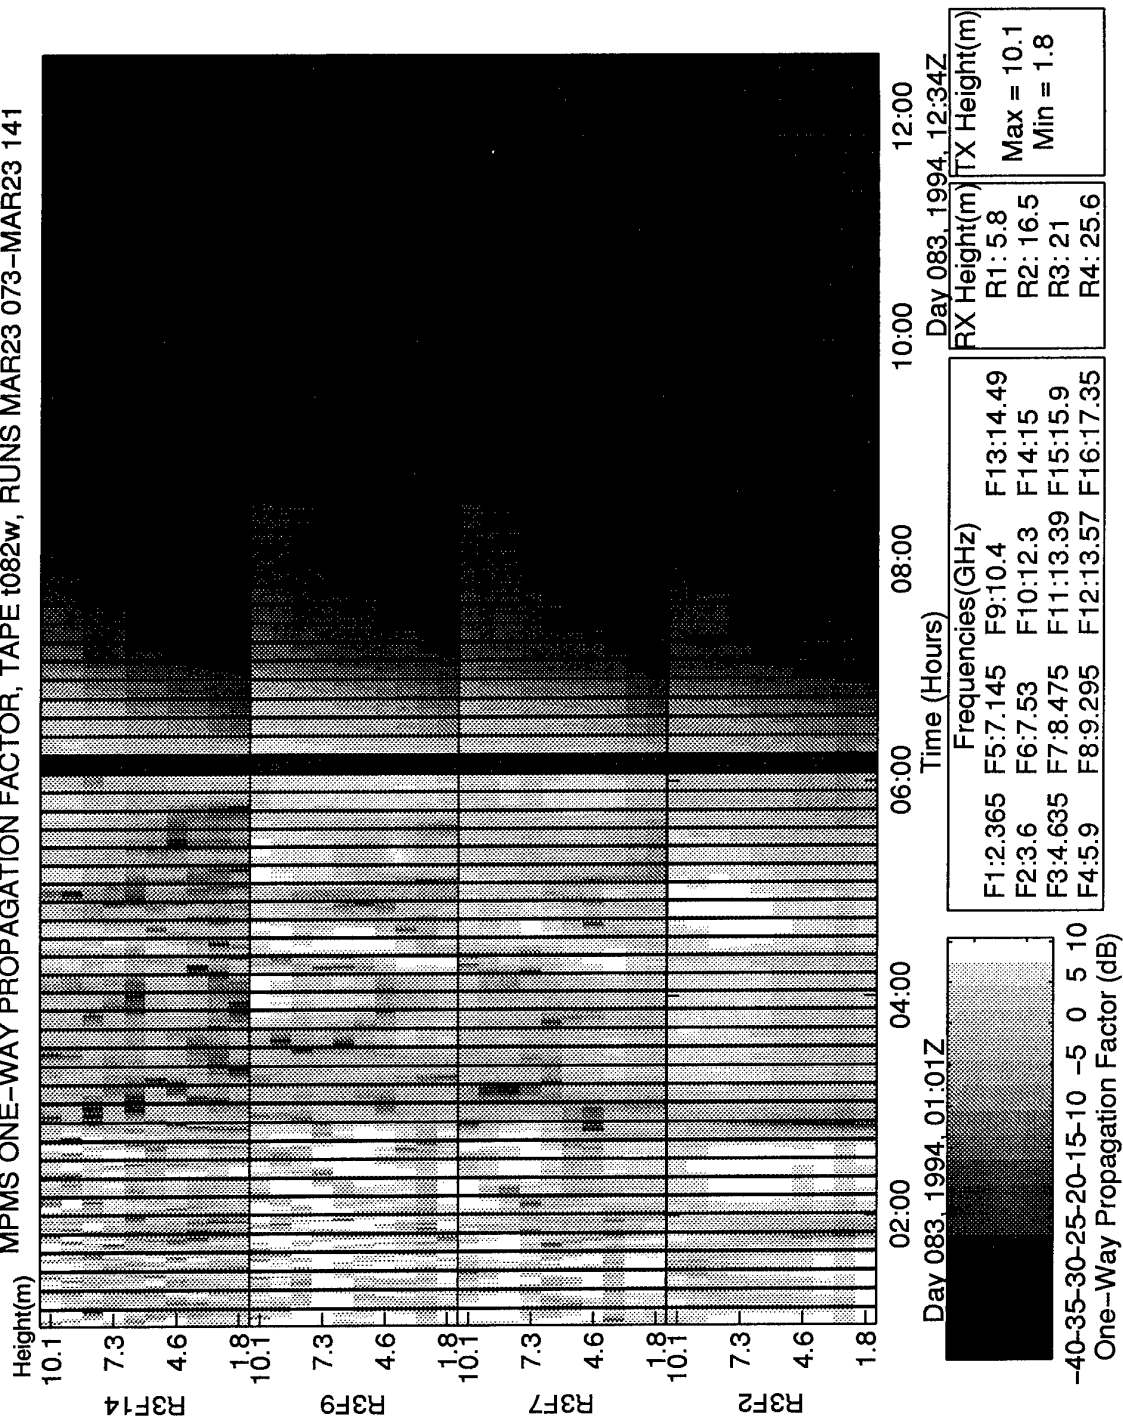 MPMS ONE−WAY PROPAGATION FACTOR, TAPE t082w, RUNS MAR23 073−MAR23 141
Height(m)
R3F14
10.1
7.3
4.6
1.8
R3F9
10.1
7.3
4.6
1.8
R3F7
10.1
7.3
4.6
1.8
R3F2
10.1
7.3
4.6
1.8
02:00 04:00 06:00 08:00 10:00 12:00
Day 083, 1994, 01:01Z
Time (Hours)
Day 083, 1994, 12:34Z
−40−35−30−25−20−15−10 −5 0 5 10
One−Way Propagation Factor (dB)
Frequencies(GHz)
F1:2.365 F5:7.145 F9:10.4 F13:14.49
F2:3.6 F6:7.53 F10:12.3 F14:15
F3:4.635 F7:8.475 F11:13.39 F15:15.9
F4:5.9 F8:9.295 F12:13.57 F16:17.35
RX Height(m)
R1: 5.8
R2: 16.5
R3: 21
R4: 25.6
TX Height(m)
Max = 10.1
Min = 1.8